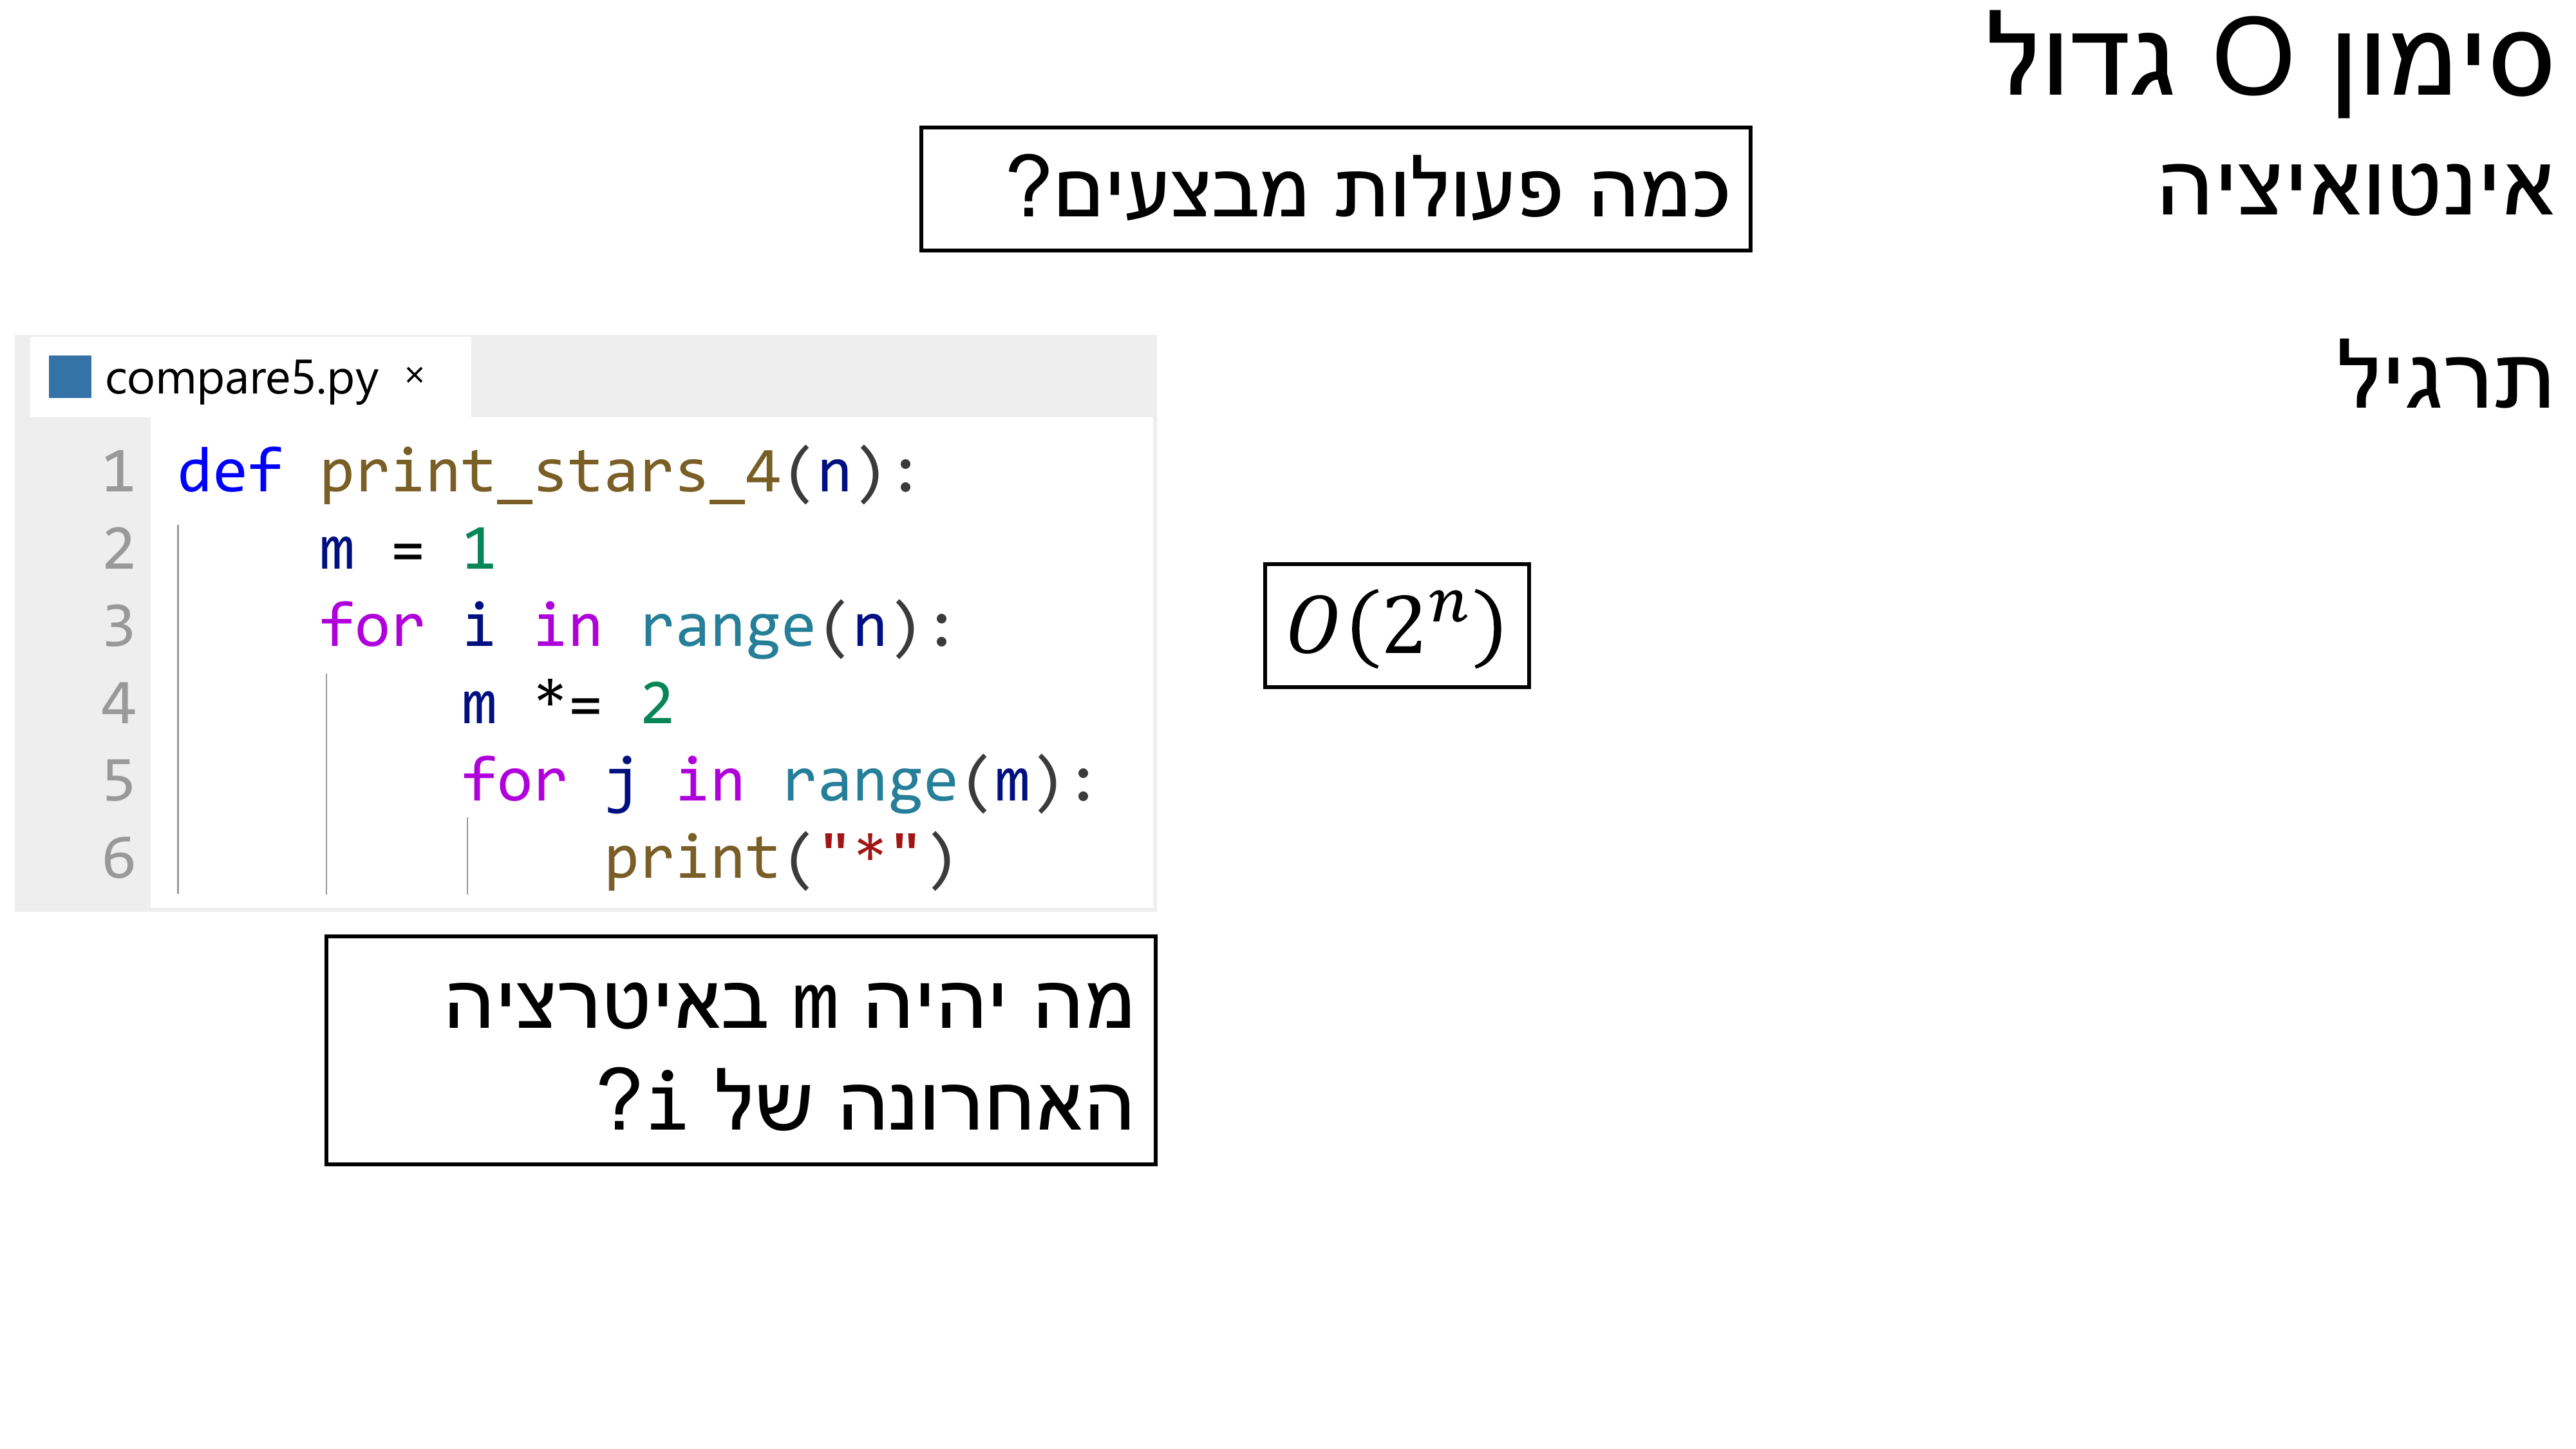 סימון O גדול
אינטואיציה
כמה פעולות מבצעים?
תרגיל
compare5.py ×
1 def print_stars_4(n):
2     m = 1
3     for i in range(n):
4         m *= 2
5         for j in range(m):
6             print("*")
O(2ⁿ)
מה יהיה m באיטרציה
האחרונה של i?